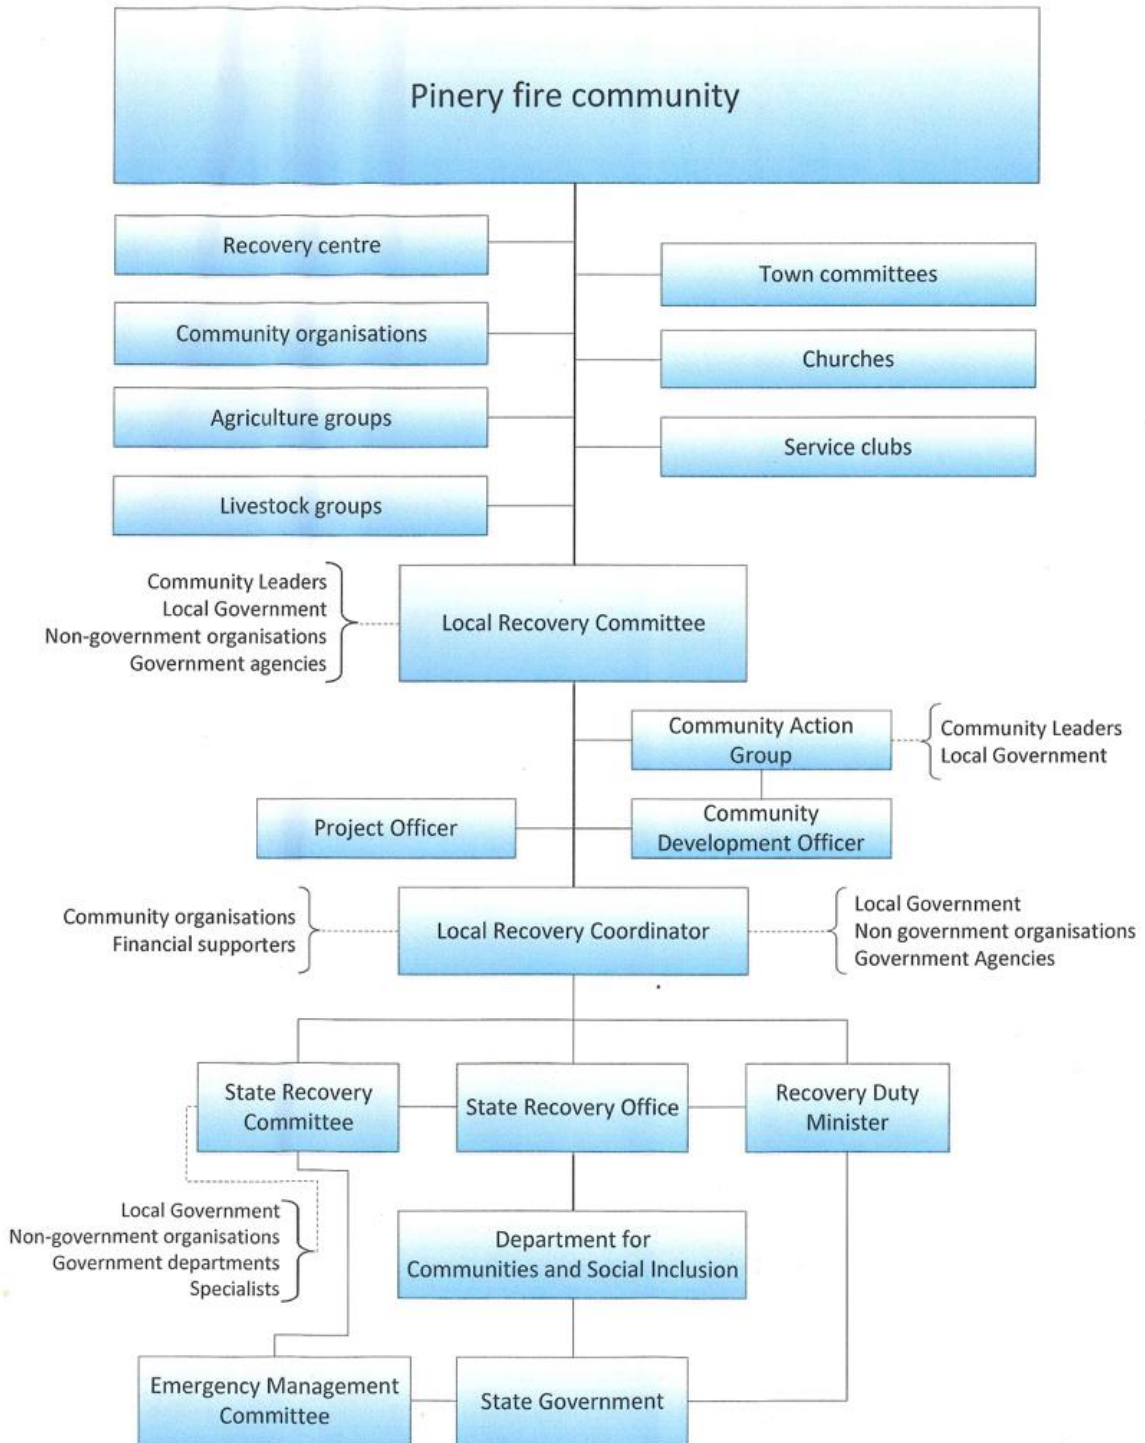 Pinery fire community
Recovery centre
Town committees
Community organisations
Churches
Agriculture groups
Service clubs
Livestock groups
Community Leaders
Local Government
Non-government organisations
Government agencies
Local Recovery Committee
Community Action
Group
Community Leaders
Local Government
Project Officer
Community
Development Officer
Community organisations
Financial supporters
Local Recovery Coordinator
Local Government
Non government organisations
Government Agencies
State Recovery
Committee
State Recovery Office
Recovery Duty
Minister
Local Government
Non-government organisations
Government departments
Specialists
Department for
Communities and Social Inclusion
Emergency Management
Committee
State Government